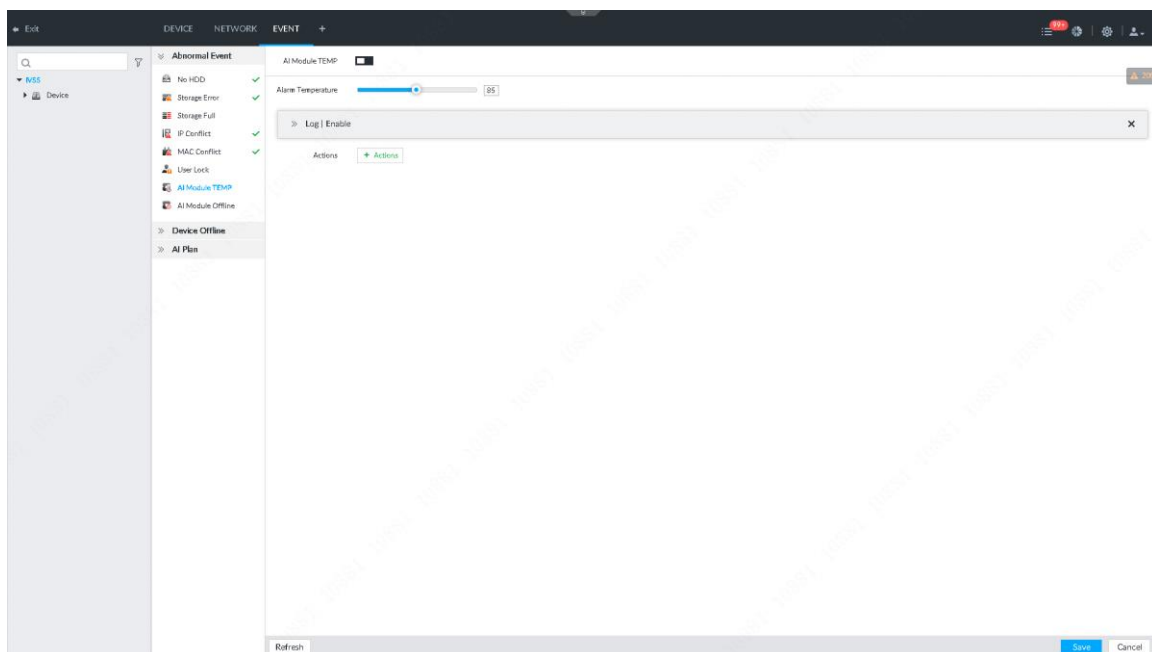 Exit
DEVICE NETWORK EVENT +
99+
Abnormal Event
IVSS
Device
No HDD
Storage Error
Storage Full
IP Conflict
MAC Conflict
User Lock
AI Module TEMP
AI Module Offline
Device Offline
AI Plan
AI Module TEMP
Alarm Temperature 85
Log | Enable
Actions + Actions
Refresh
Save Cancel